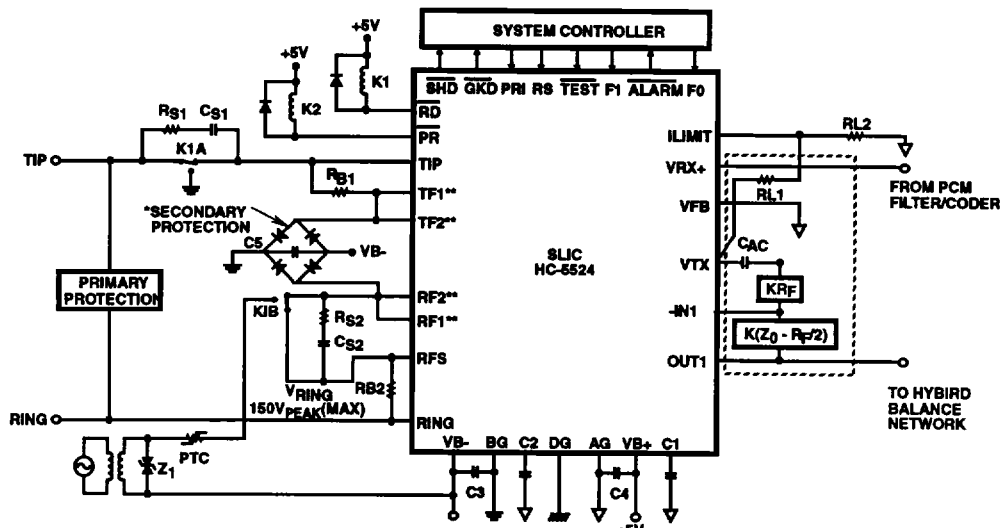 SYSTEM CONTROLLER
+5V
+5V
K1
K2
SHD GKD PRI RS TEST F1 ALARM F0
RD
PR
TIP
TF1**
TF2**
RF2**
RF1**
RFS
RING
ILIMIT
VRX+
VFB
VTX
-IN1
OUT1
SLIC
HC-5524
VB- BG C2 DG AG VB+ C1
C3
C4
+5V
RS1 CS1
K1A
TIP
RB1
*SECONDARY
PROTECTION
C5
VB-
PRIMARY
PROTECTION
KIB
RS2
CS2
VRING
150VPEAK(MAX)
RB2
RING
Z1
PTC
RL2
RL1
FROM PCM
FILTER/CODER
CAC
KRF
K(Z0 - RF/2)
TO HYBIRD
BALANCE
NETWORK